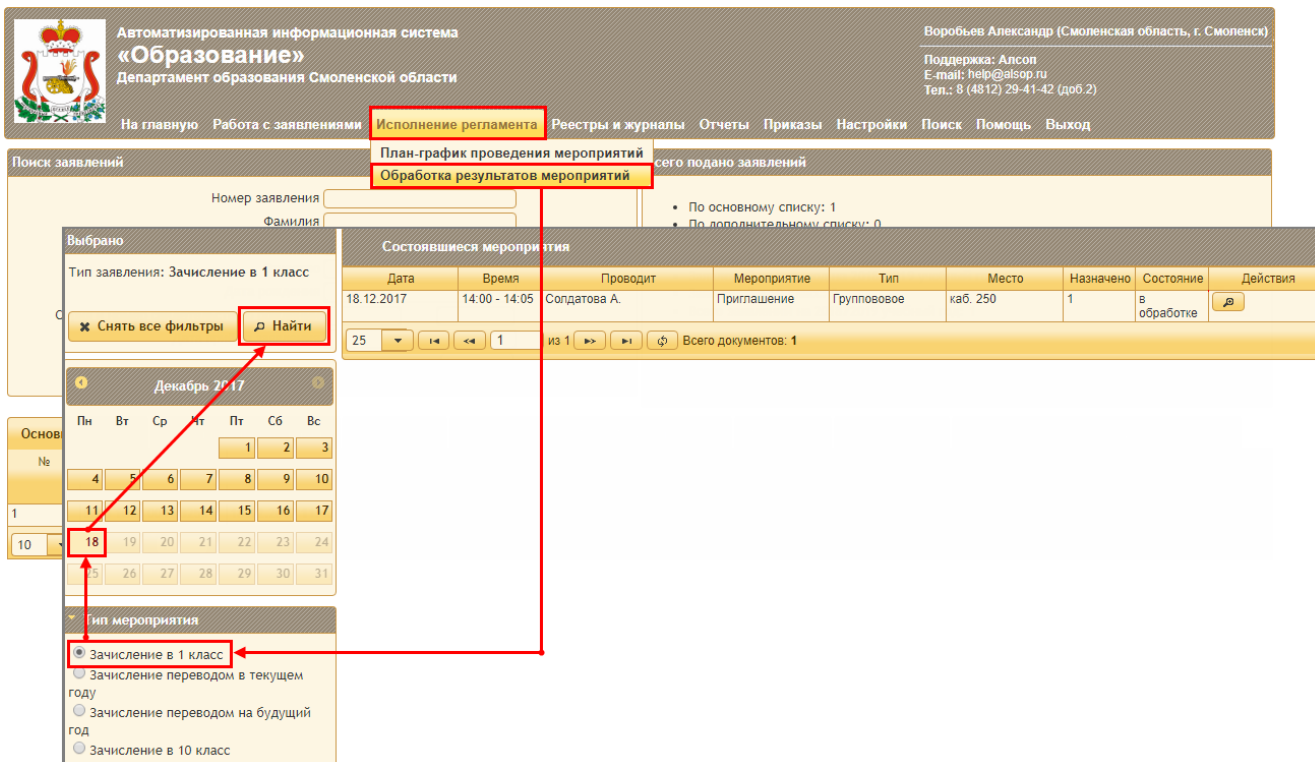 Автоматизированная информационная система
«Образование»
Департамент образования Смоленской области
Воробьев Александр (Смоленская область, г. Смоленск)
Поддержка: Алсоп
E-mail: help@alsop.ru
Тел.: 8 (4812) 29-41-42 (доб.2)
На главную Работа с заявлениями Исполнение регламента Реестры и журналы Отчеты Приказы Настройки Поиск Помощь Выход
План-график проведения мероприятий
Обработка результатов мероприятий
Поиск заявлений
сего подано заявлений
Номер заявления
Фамилия
По основному списку: 1
По дополнительному списку: 0
Выбрано
Тип заявления: Зачисление в 1 класс
Снять все фильтры Найти
Состоявшиеся мероприятия
Дата Время Проводит Мероприятие Тип Место Назначено Состояние Действия
18.12.2017 14:00 - 14:05 Солдатова А. Приглашение Труппововое каб. 250 1 в обработке
25 1 из 1 Всего документов: 1
Декабрь 2017
Пн Вт Ср Чт Пт Сб Вс
1 2 3
4 5 6 7 8 9 10
11 12 13 14 15 16 17
18 19 20 21 22 23 24
25 26 27 28 29 30 31
Основ
№
1
10
Тип мероприятия
Зачисление в 1 класс
Зачисление переводом в текущем
году
Зачисление переводом на будущий
год
Зачисление в 10 класс